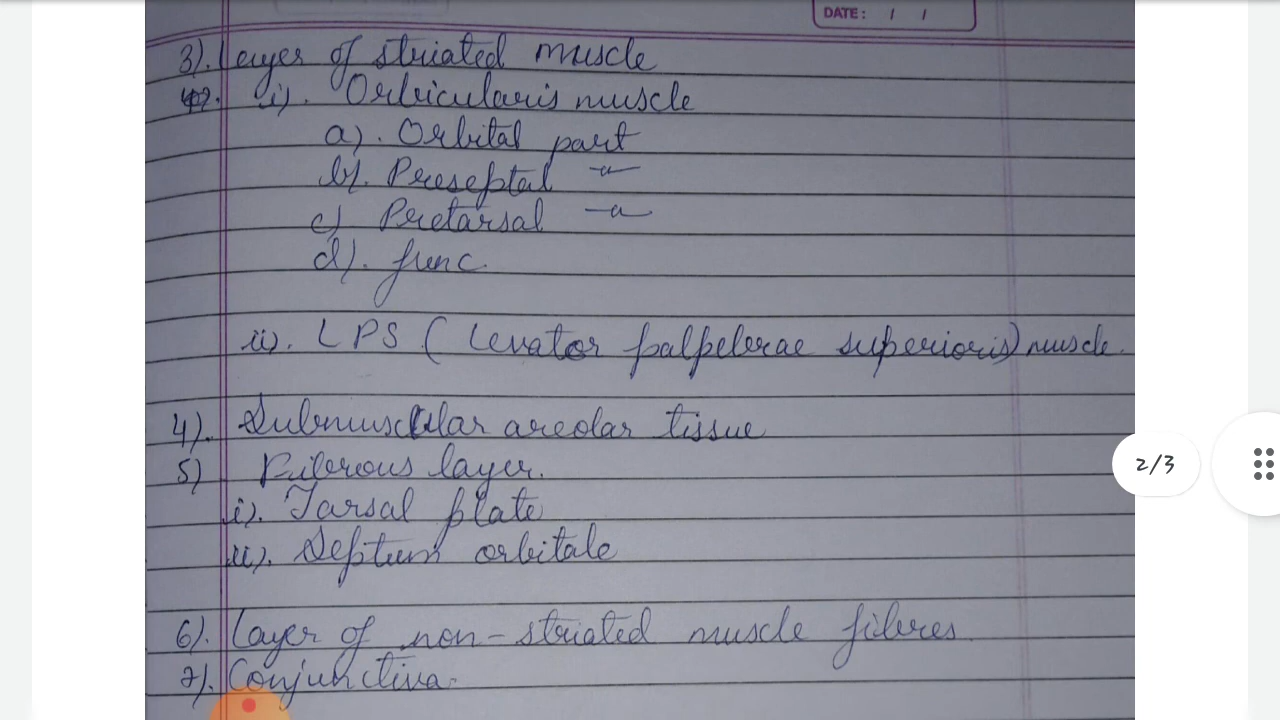 DATE: / /
3). Layer of striated muscle
i). Orbicularis muscle
a). Orbital part
b). Preseptal —"—
c) Pretarsal —"—
d). func.
ii). LPS (Levator palpebrae superioris) muscle.
4). Submuscular areolar tissue
5) Fibrous layer.
i). Tarsal plate
ii). Septum orbitale
6). Layer of non-striated muscle fibres.
7). Conjunctiva.
2/3